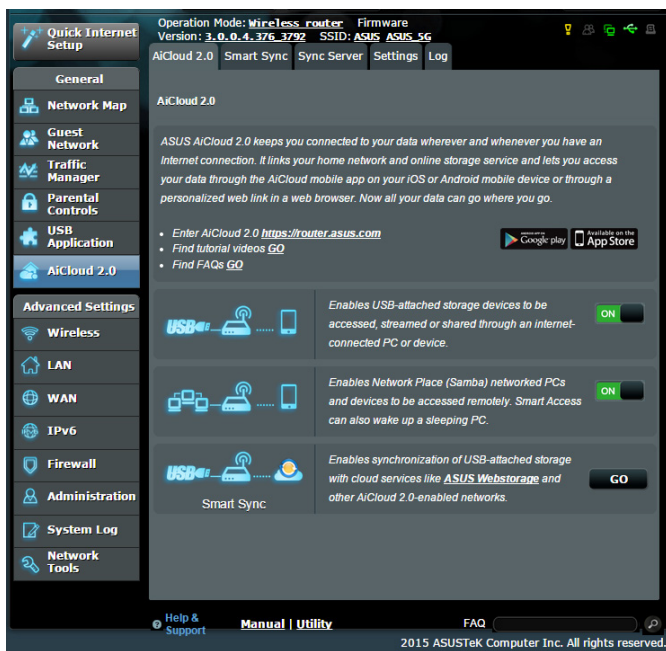 Quick Internet
Setup
Operation Mode: Wireless router Firmware
Version: 3.0.0.4.376_3792 SSID: ASUS ASUS_5G
AiCloud 2.0 Smart Sync Sync Server Settings Log
General
Network Map
Guest
Network
Traffic
Manager
Parental
Controls
USB
Application
AiCloud 2.0
Advanced Settings
Wireless
LAN
WAN
IPv6
Firewall
Administration
System Log
Network
Tools
AiCloud 2.0
ASUS AiCloud 2.0 keeps you connected to your data wherever and whenever you have an
Internet connection. It links your home network and online storage service and lets you access
your data through the AiCloud mobile app on your iOS or Android mobile device or through a
personalized web link in a web browser. Now all your data can go where you go.
• Enter AiCloud 2.0 https://router.asus.com
• Find tutorial videos GO
• Find FAQs GO
Google play
Available on the
App Store
USB
Enables USB-attached storage devices to be
accessed, streamed or shared through an internet-
connected PC or device.
ON
Enables Network Place (Samba) networked PCs
and devices to be accessed remotely. Smart Access
can also wake up a sleeping PC.
ON
USB
Smart Sync
Enables synchronization of USB-attached storage
with cloud services like ASUS Webstorage and
other AiCloud 2.0-enabled networks.
GO
Help &
Support
Manual | Utility
FAQ
2015 ASUSTeK Computer Inc. All rights reserved.